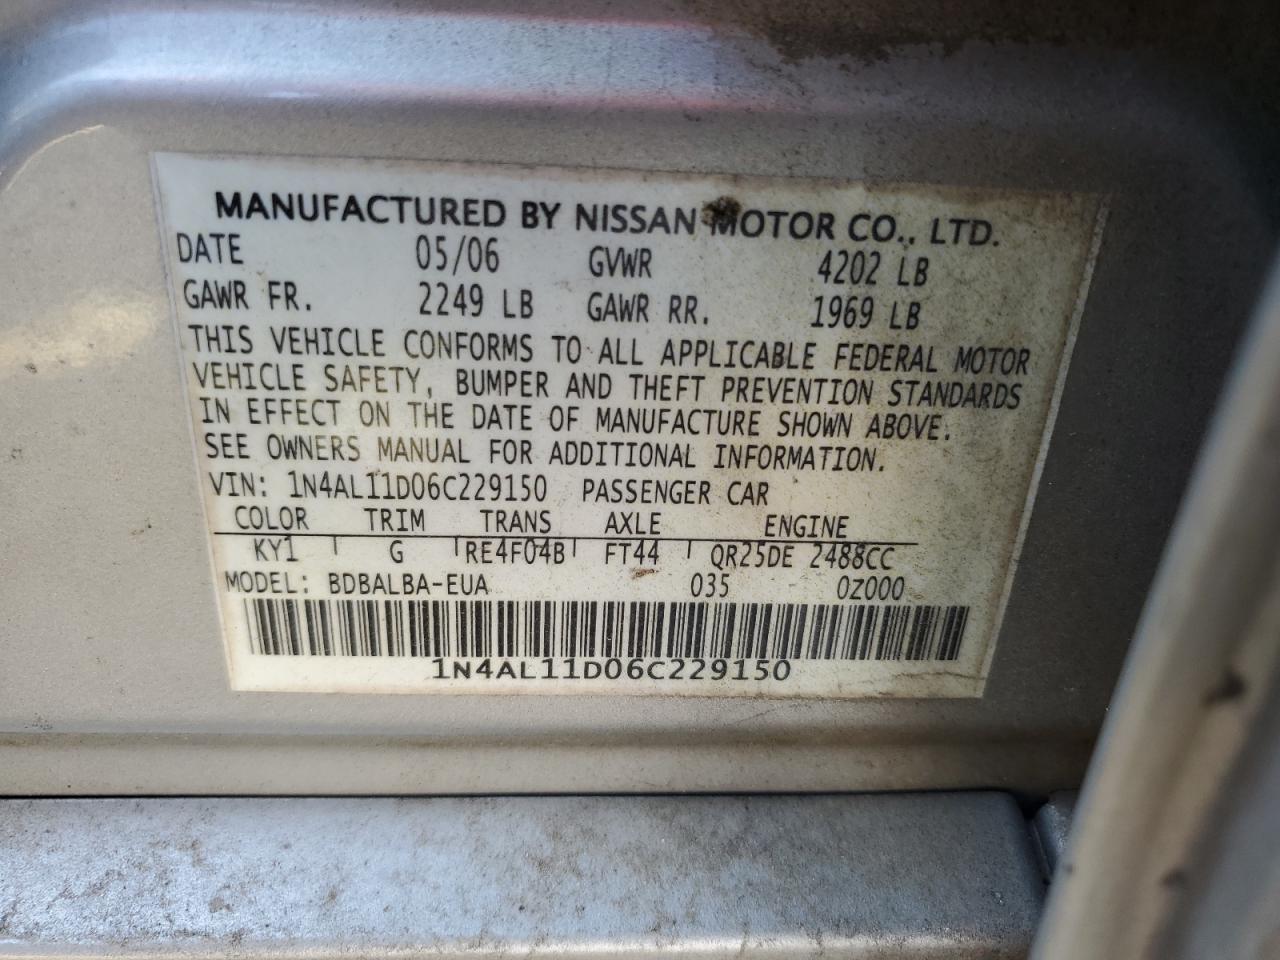 MANUFACTURED BY NISSAN MOTOR CO., LTD.
DATE 05/06 GVWR 4202 LB
GAWR FR. 2249 LB GAWR RR. 1969 LB
THIS VEHICLE CONFORMS TO ALL APPLICABLE FEDERAL MOTOR
VEHICLE SAFETY, BUMPER AND THEFT PREVENTION STANDARDS
IN EFFECT ON THE DATE OF MANUFACTURE SHOWN ABOVE.
SEE OWNERS MANUAL FOR ADDITIONAL INFORMATION.
VIN: 1N4AL11D06C229150 PASSENGER CAR
COLOR TRIM TRANS AXLE ENGINE
KY1 G RE4F04B FT44 QR25DE 2488CC
MODEL: BDBALBA-EUA 035 0Z000
1N4AL11D06C229150